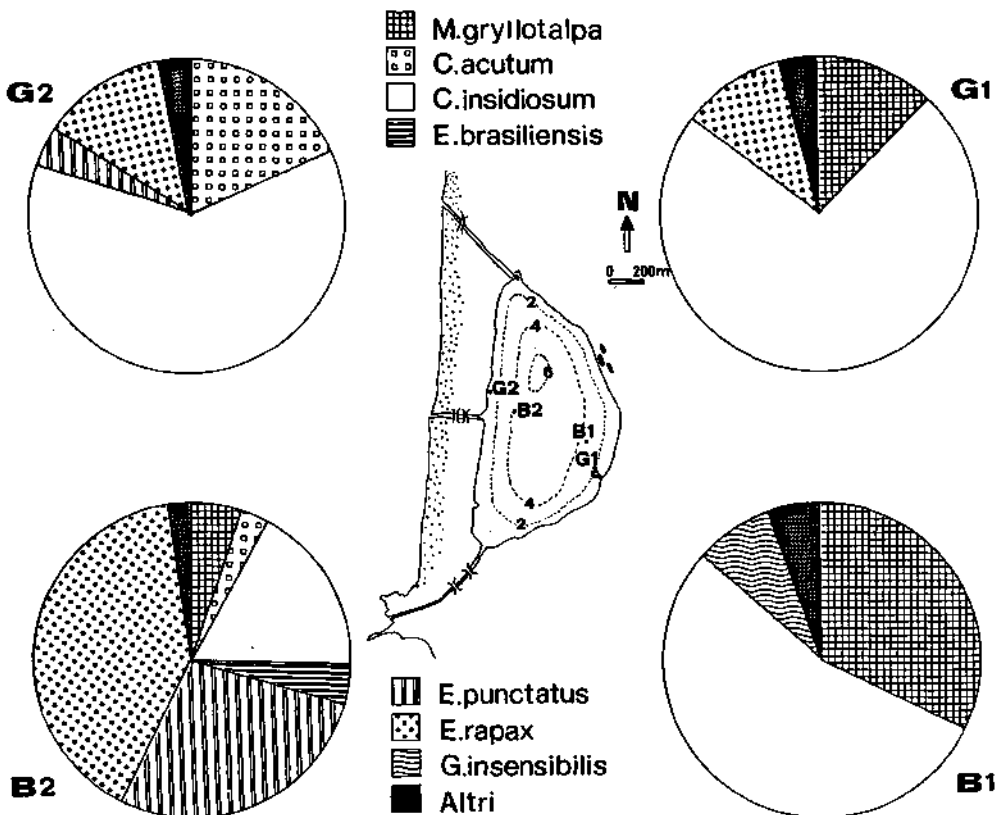 M.gryllotalpa
C.acutum
C.insidiosum
E.brasiliensis
G2
G1
N
0 200m
2
4
6
G2
B2
B1
G1
4
2
E.punctatus
E.rapax
G.insensibilis
Altri
B2
B1